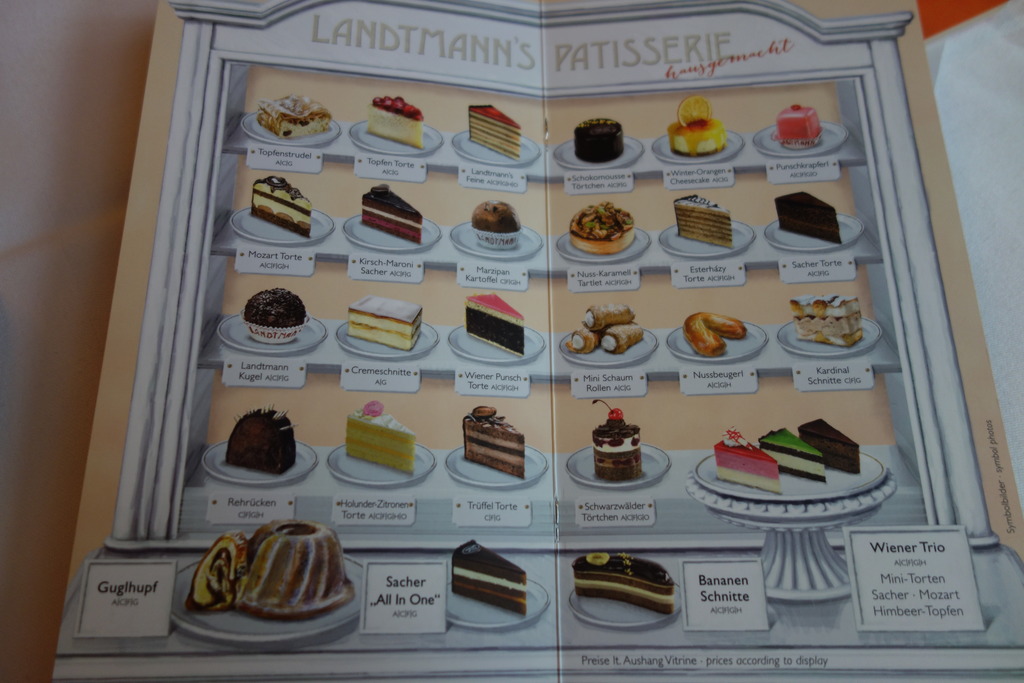 LANDTMANN'S PATISSERIE
hausgemacht
Topfenstrudel
A|C|G
Topfen Torte
A|C|G
Landtmann's
Feine
Schokomousse
Törtchen A|C|F|G
Winter-Orangen
Cheesecake A|G
Punschkrapferl
Mozart Torte
A|C|F|G|H
Kirsch-Maroni
Sacher A|C|F|G
Marzipan
Kartoffel C|F|G|H
LANDTMANN
Nuss-Karamell
Tartlet A|C|F|G|H
Esterházy
Torte A|C|F|G|H
Sacher Torte
A|C|F|G
LANDTMA
Landtmann
Kugel A|C|F|G
Cremeschnitte
A|G
Wiener Punsch
Torte A|C|F|G|H
Mini Schaum
Rollen A|C|G
Nussbeugerl
A|C|G|H
Kardinal
Schnitte C|F|G
Rehrücken
C|F|G|H
Holunder-Zitronen
Torte A|C|F|G|H|O
Trüffel Torte
C|F|G
Schwarzwälder
Törtchen A|C|F|G|O
Guglhupf
A|C|F|G
Sacher
„All In One"
A|C|F|G
Bananen
Schnitte
A|C|F|G|H
Wiener Trio
A|C|F|G|H
Mini-Torten
Sacher · Mozart
Himbeer-Topfen
Preise lt. Aushang Vitrine · prices according to display
Symbolbilder · symbol photos